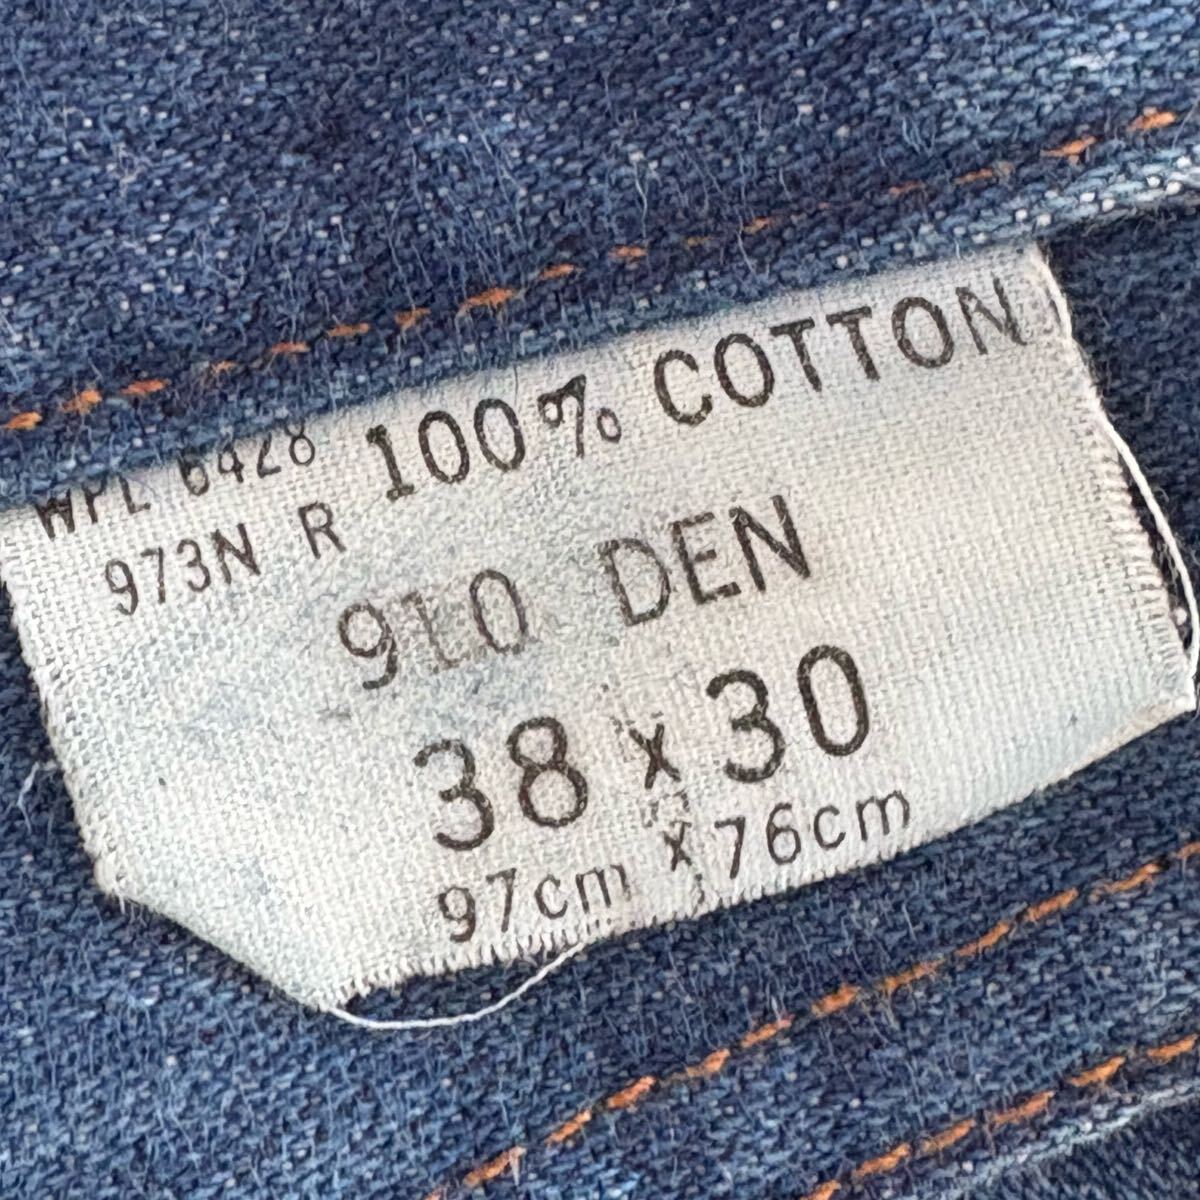 WPL 6428 100% COTTON
973N R
910 DEN
38 x 30
97cm x 76cm